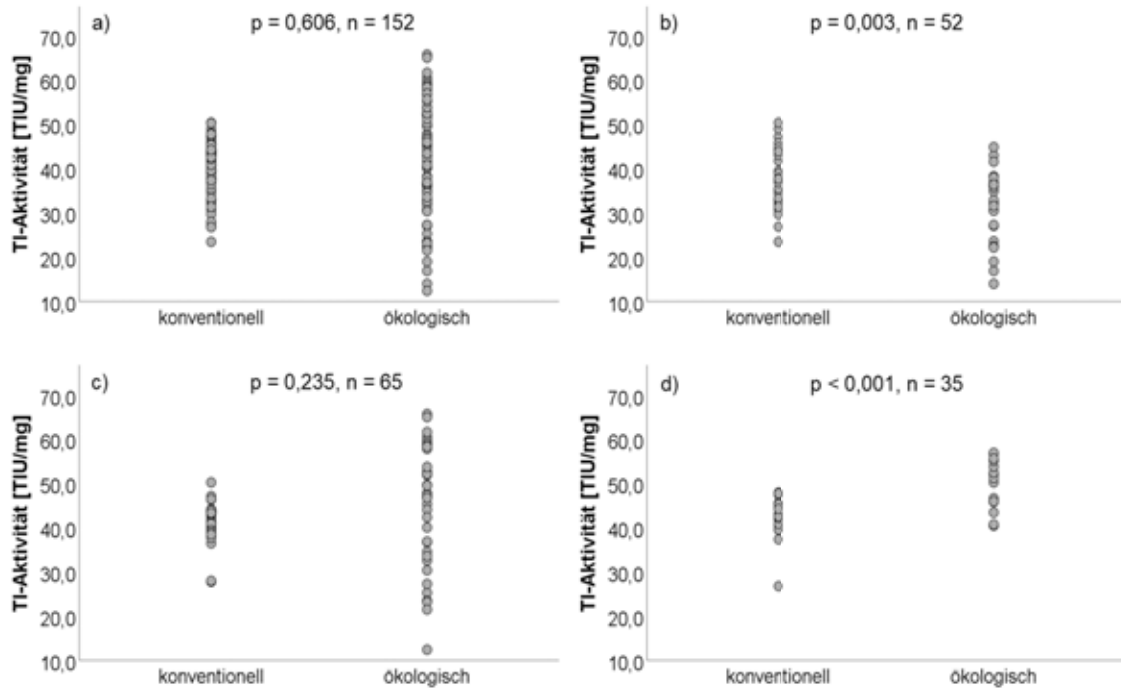 a)
p = 0,606, n = 152
TI-Aktivität [TIU/mg]
70,0
60,0
50,0
40,0
30,0
20,0
10,0
konventionell
ökologisch
b)
p = 0,003, n = 52
TI-Aktivität [TIU/mg]
70,0
60,0
50,0
40,0
30,0
20,0
10,0
konventionell
ökologisch
c)
p = 0,235, n = 65
TI-Aktivität [TIU/mg]
70,0
60,0
50,0
40,0
30,0
20,0
10,0
konventionell
ökologisch
d)
p < 0,001, n = 35
TI-Aktivität [TIU/mg]
70,0
60,0
50,0
40,0
30,0
20,0
10,0
konventionell
ökologisch